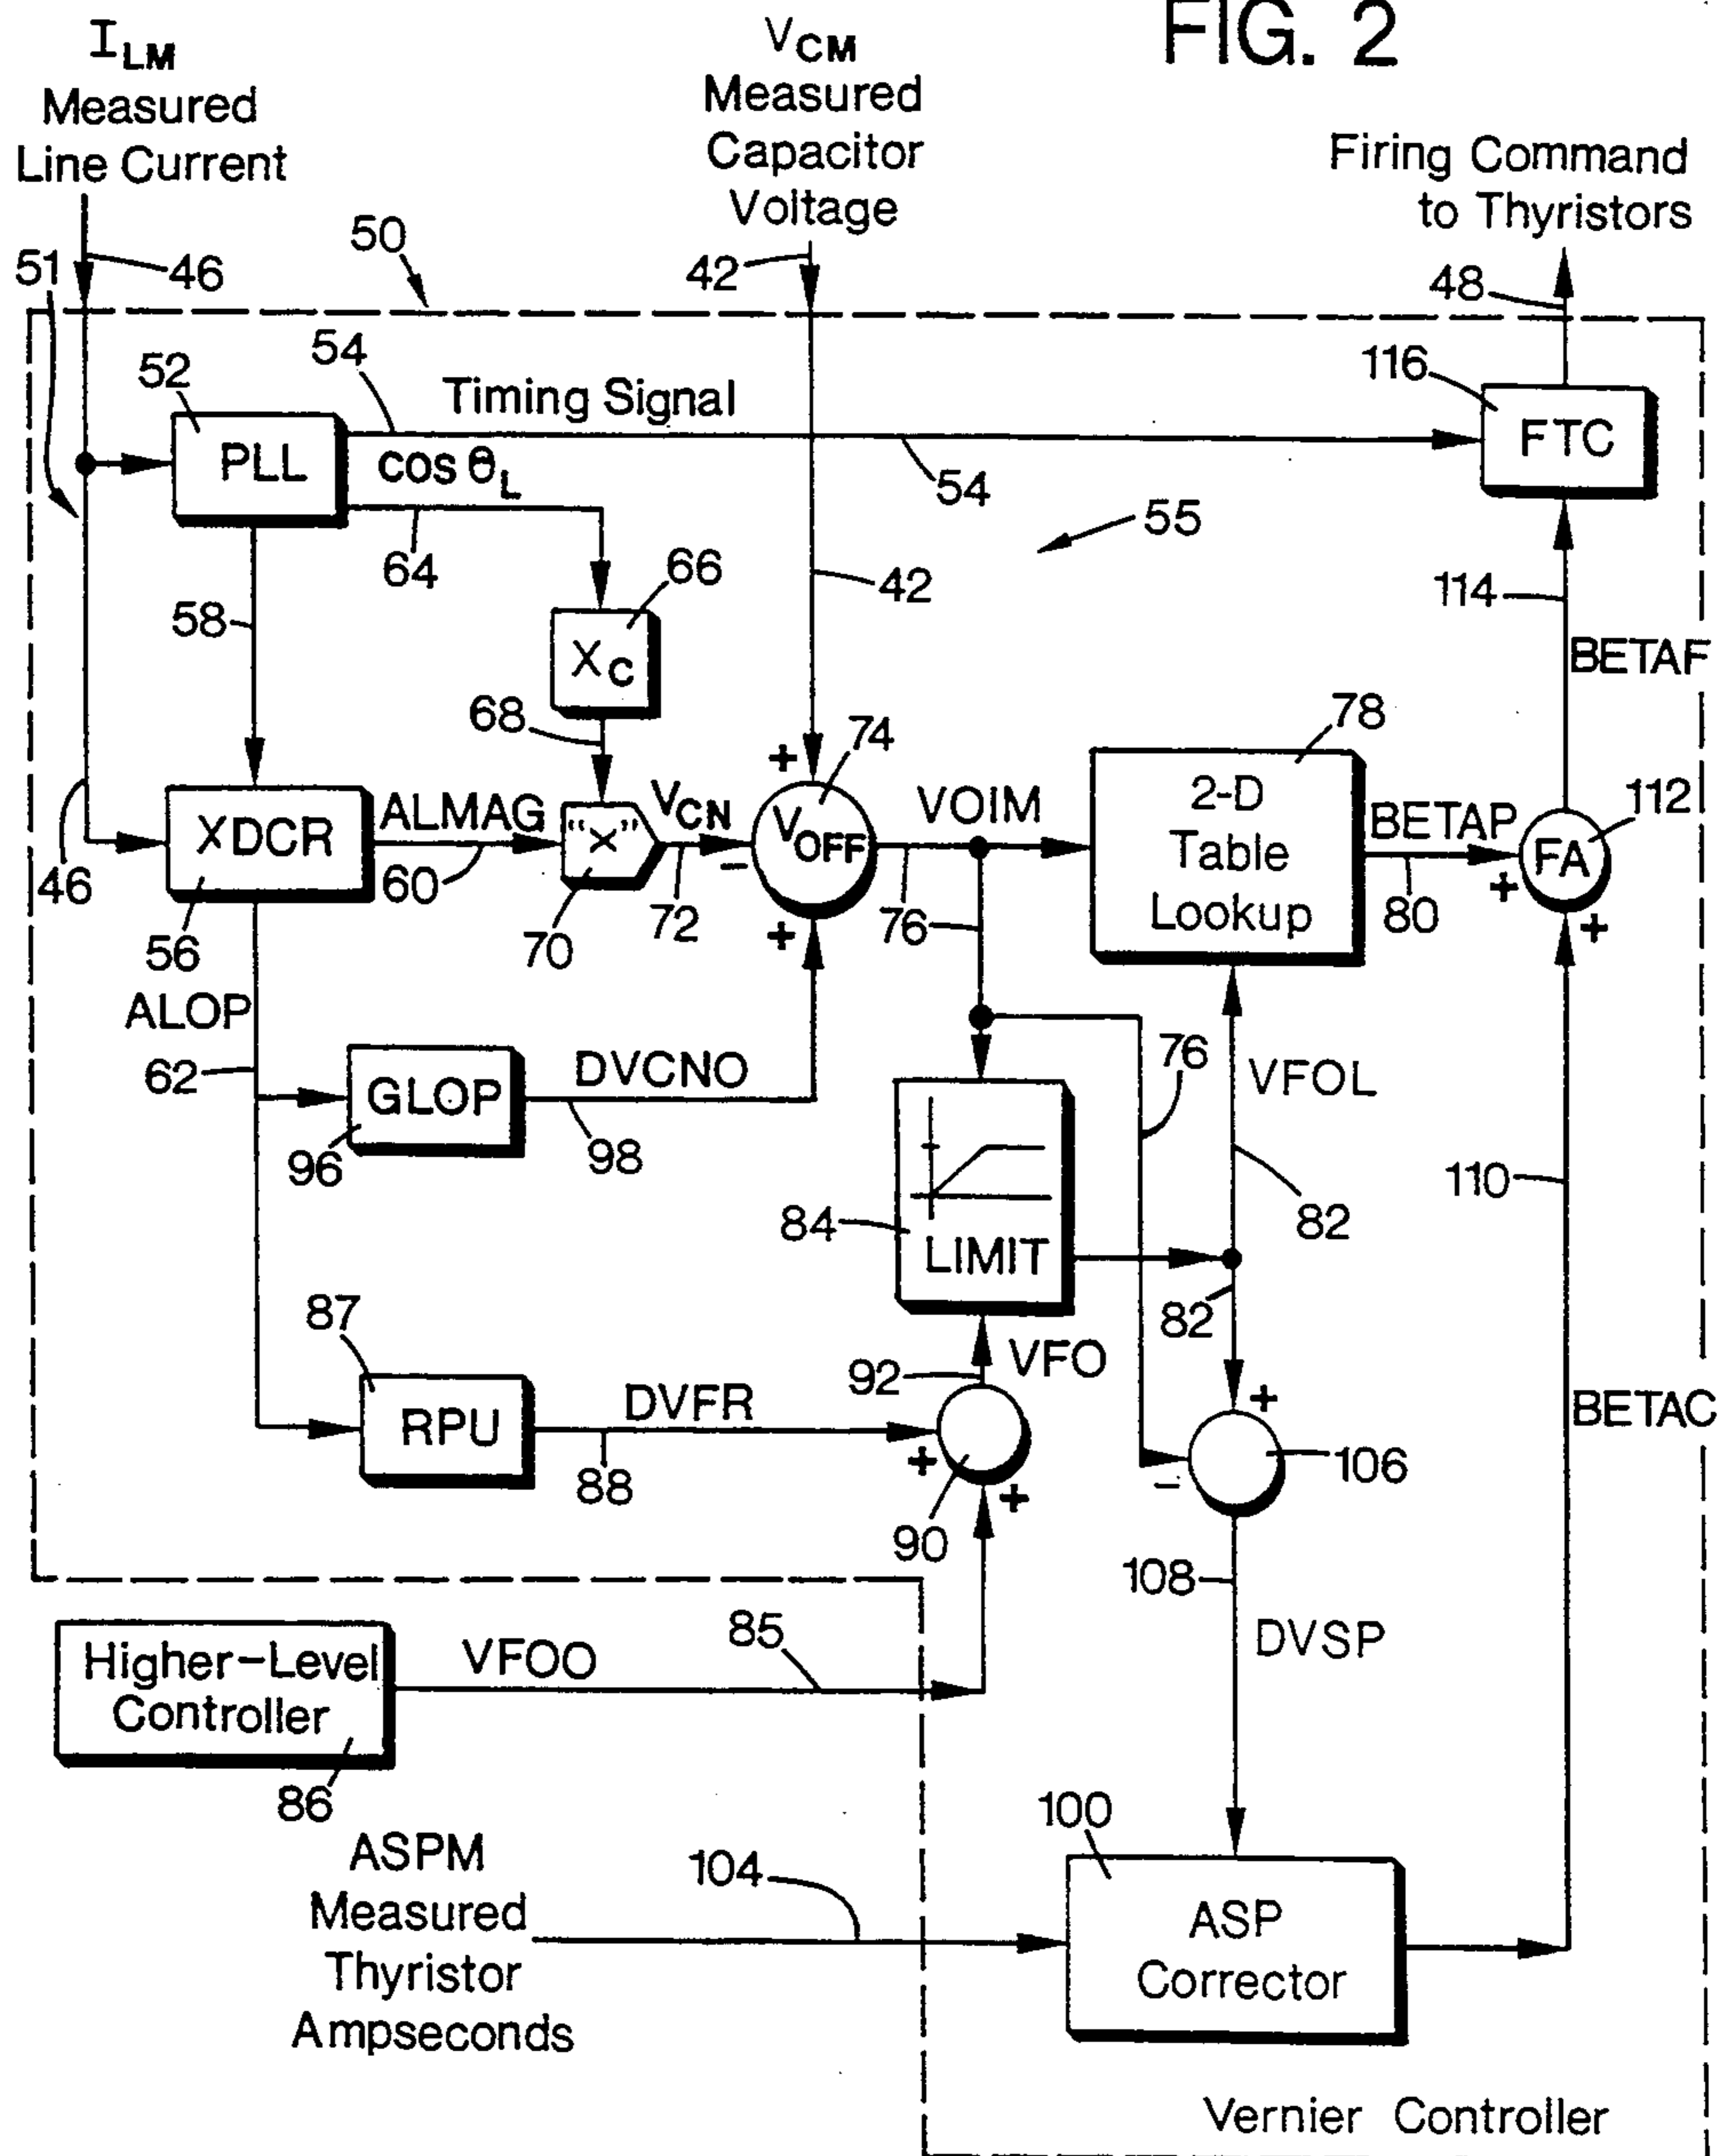 FIG. 2
I_LM
Measured
Line Current
V_CM
Measured
Capacitor
Voltage
Firing Command
to Thyristors
51
46
50
42
48
52
54
Timing Signal
116
PLL
cos θ_L
FTC
54
64
55
58
66
42
114
X_C
BETAF
68
74
78
+
46
XDCR
ALMAG
60
"X"
V_CN
-
V_OFF
VOIM
2-D
Table
Lookup
BETAP
112
FA
+
+
56
70
72
+
76
80
ALOP
62
GLOP
DVCNO
96
98
76
VFOL
84
LIMIT
82
82
110
87
RPU
DVFR
88
92
VFO
+
+
90
+
-
106
BETAC
108
DVSP
Higher-Level
Controller
VFOO
85
86
ASPM
Measured
Thyristor
Ampseconds
104
100
ASP
Corrector
Vernier Controller